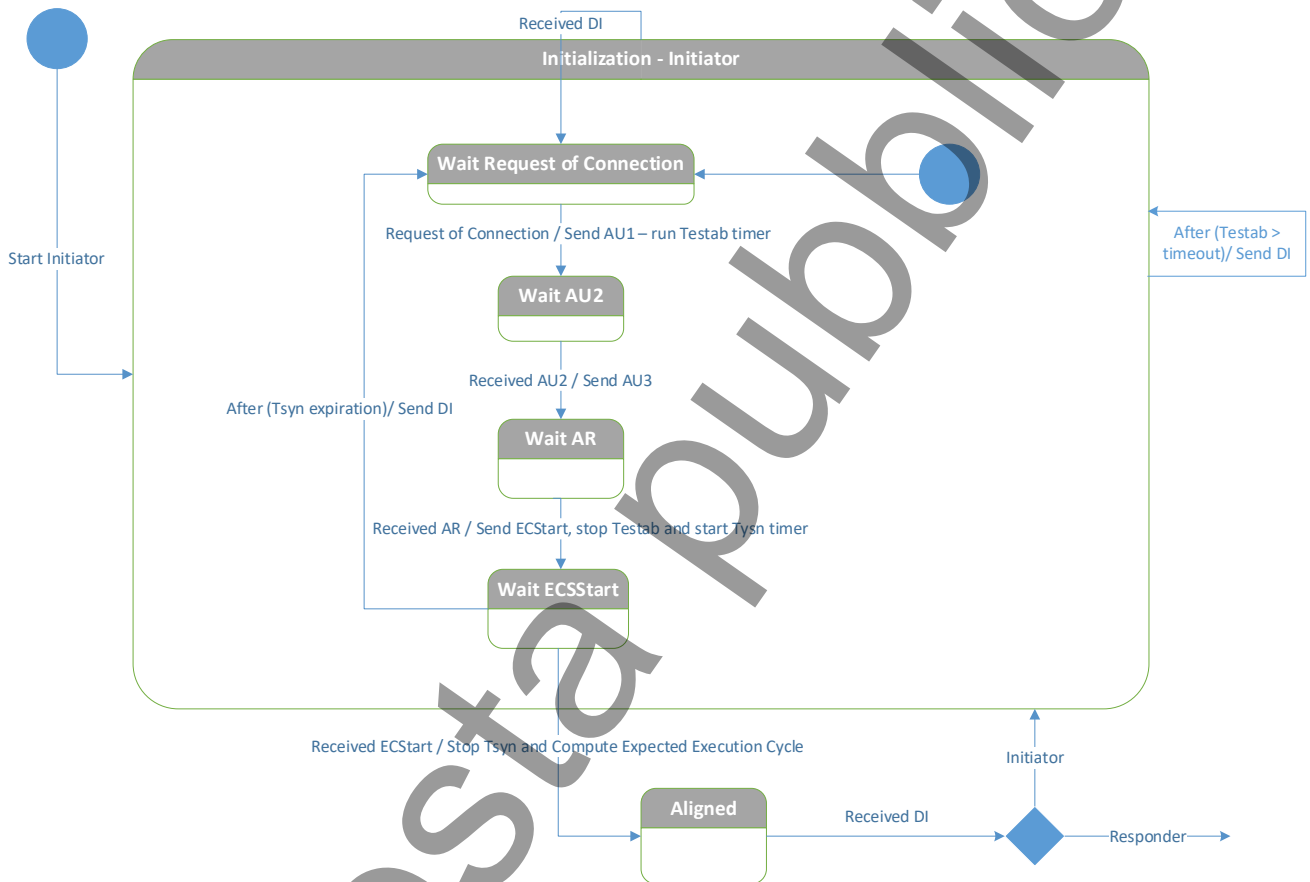 Received DI
Initialization - Initiator
Wait Request of Connection
Request of Connection / Send AU1 – run Testab timer
After (Testab >
timeout)/ Send DI
Start Initiator
Wait AU2
Received AU2 / Send AU3
After (Tsyn expiration)/ Send DI
Wait AR
Received AR / Send ECStart, stop Testab and start Tysn timer
Wait ECSStart
Received ECStart / Stop Tsyn and Compute Expected Execution Cycle
Initiator
Aligned
Received DI
Responder
sta pubblic